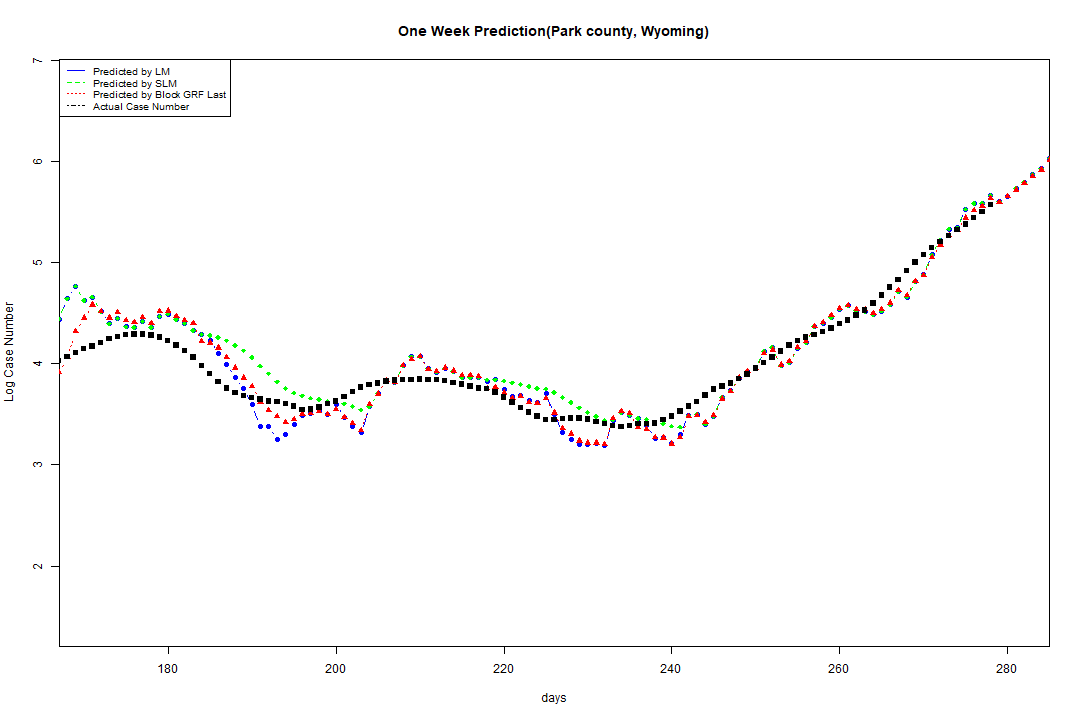 One Week Prediction(Park county, Wyoming)
Predicted by LM
Predicted by SLM
Predicted by Block GRF Last
Actual Case Number
7
6
5
4
3
2
Log Case Number
180 200 220 240 260 280
days